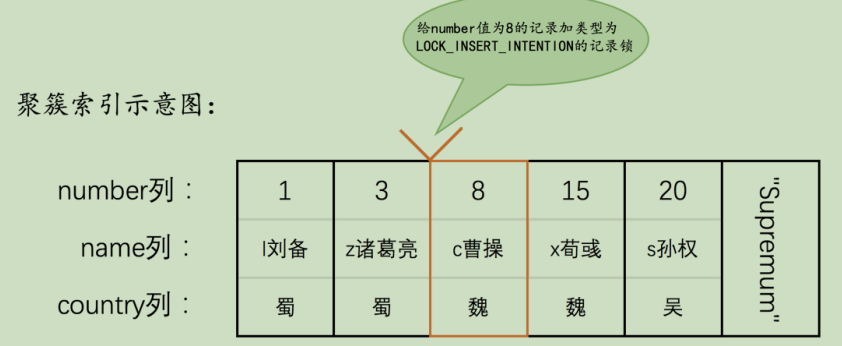 给number值为8的记录加类型为
LOCK_INSERT_INTENTION的记录锁
聚簇索引示意图：
number列： 1 3 8 15 20 "Supremum"
name列： l刘备 z诸葛亮 c曹操 x荀彧 s孙权
country列： 蜀 蜀 魏 魏 吴